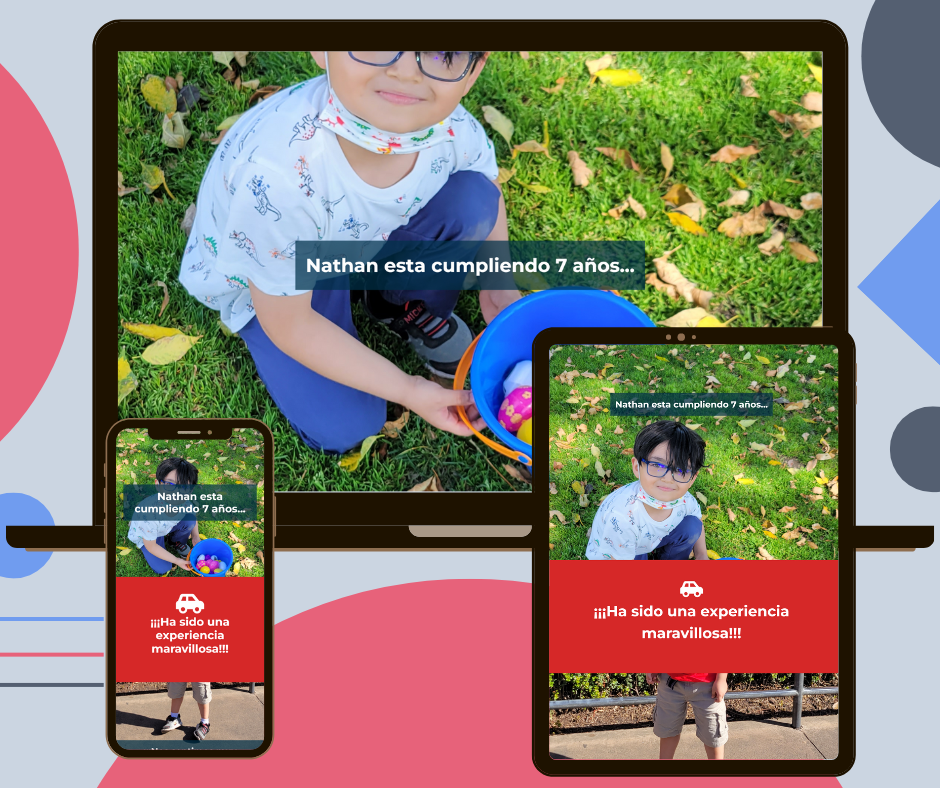 Nathan esta cumpliendo 7 años...
Nathan esta cumpliendo 7 años...
Nathan esta
cumpliendo 7 años...
¡¡¡Ha sido una experiencia
maravillosa!!!
¡¡¡Ha sido una
experiencia
maravillosa!!!